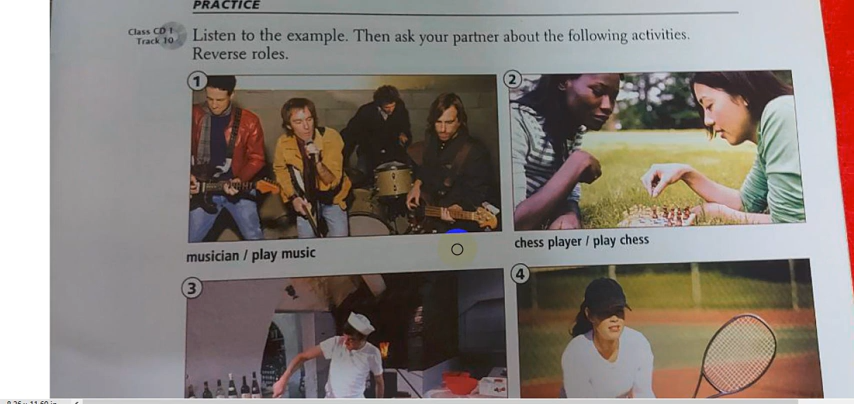 PRACTICE
Class CD 1
Track 10
Listen to the example. Then ask your partner about the following activities.
Reverse roles.
1
2
musician / play music
chess player / play chess
3
4